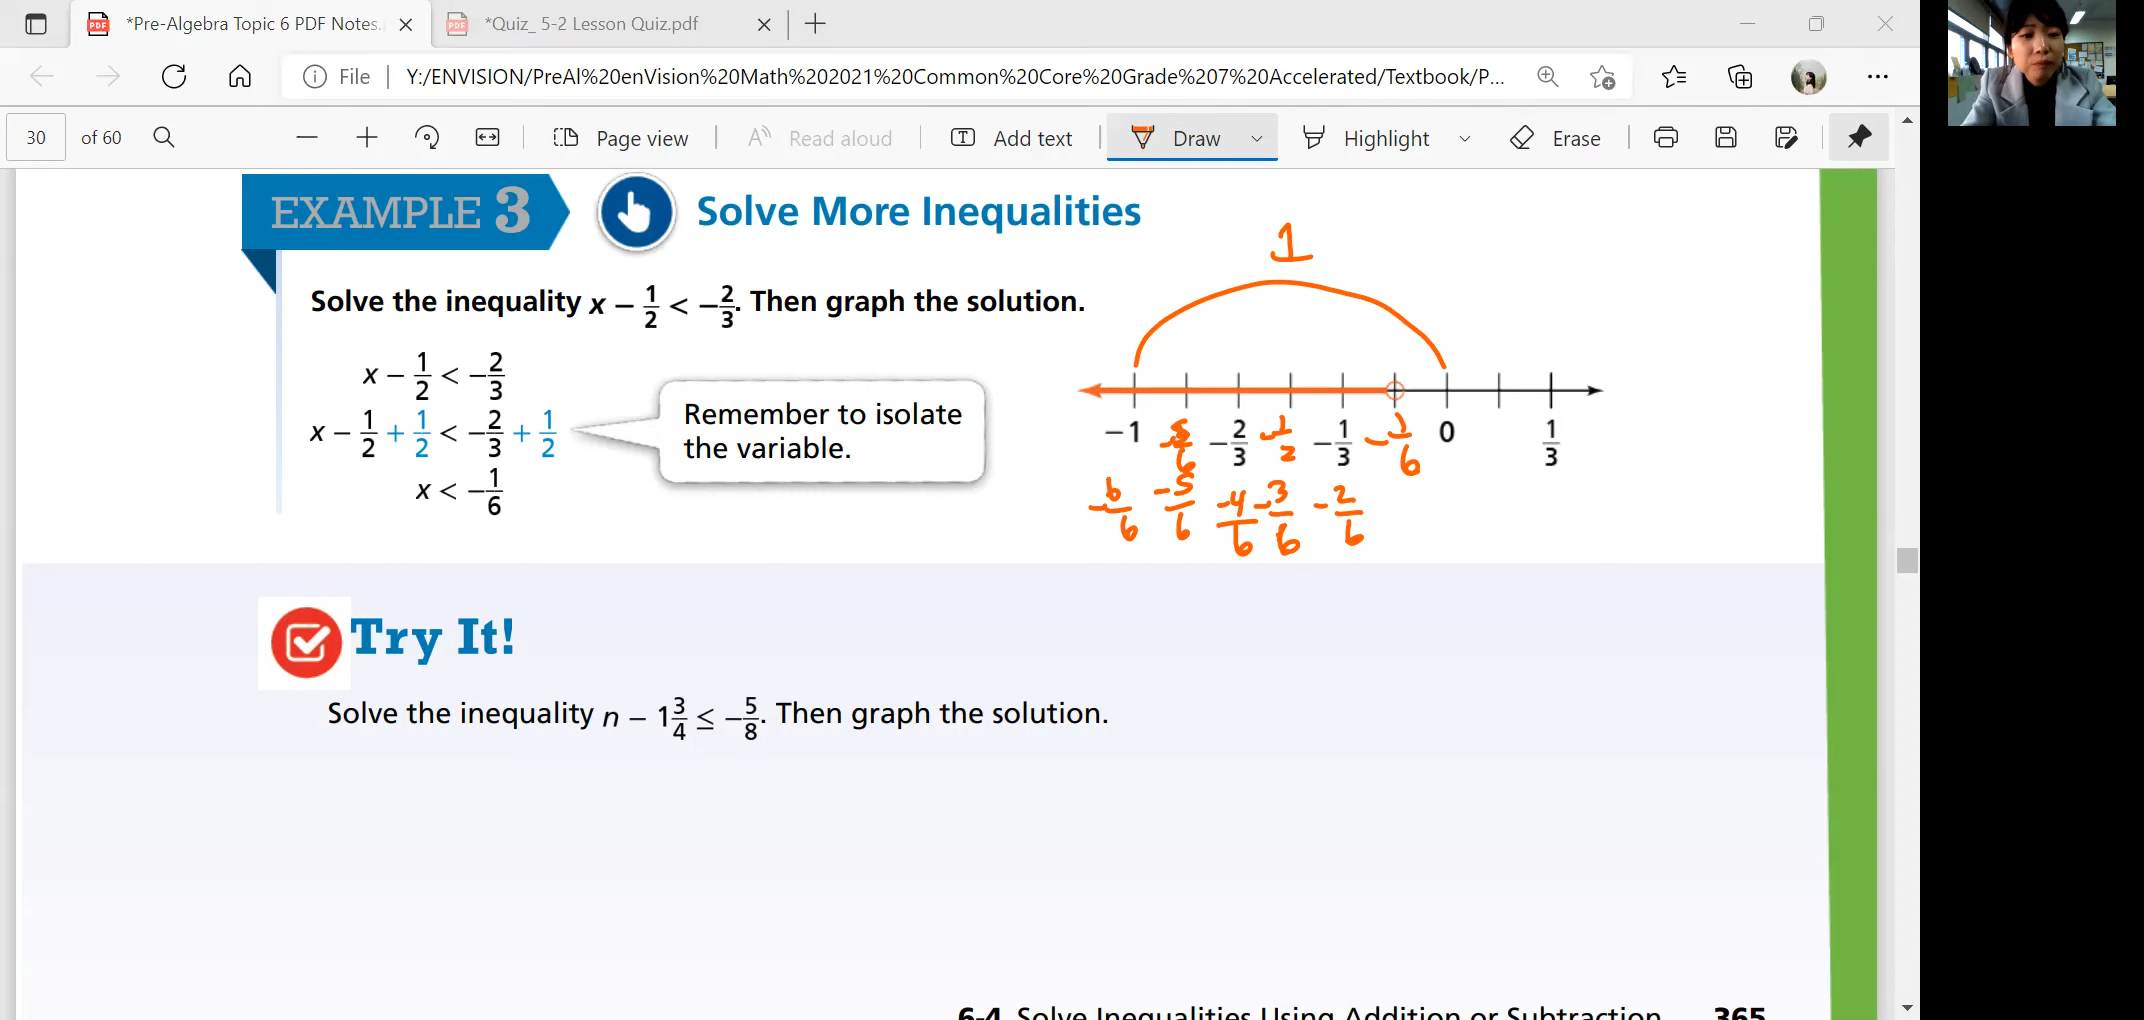 *Pre-Algebra Topic 6 PDF Notes.
*Quiz_ 5-2 Lesson Quiz.pdf
File
Y:/ENVISION/PreAl%20enVision%20Math%202021%20Common%20Core%20Grade%207%20Accelerated/Textbook/P...
30 of 60
Page view
Read aloud
Add text
Draw
Highlight
Erase
EXAMPLE 3
Solve More Inequalities
1
Solve the inequality x − 1/2 < −2/3. Then graph the solution.
x − 1/2 < −2/3
x − 1/2 + 1/2 < −2/3 + 1/2
x < −1/6
Remember to isolate
the variable.
−1 −5/6 −2/3 −1/2 −1/3 −1/6 0 1/3
−6/6 −5/6 −4/6 −3/6 −2/6
Try It!
Solve the inequality n − 1 3/4 ≤ −5/8. Then graph the solution.
6-4 Solve Inequalities Using Addition or Subtraction 365